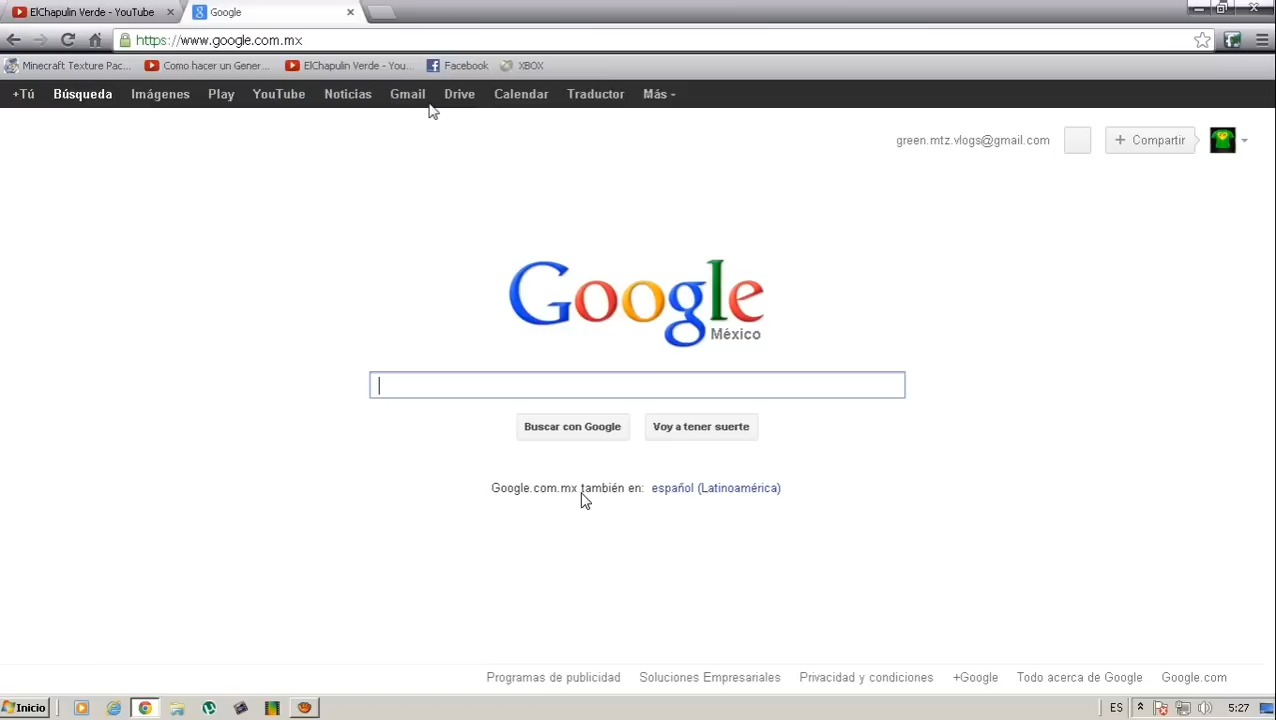 ElChapulin Verde - YouTube
Google
https://www.google.com.mx
Minecraft Texture Pac... Como hacer un Gener... ElChapulin Verde - You... Facebook XBOX
+Tú Búsqueda Imágenes Play YouTube Noticias Gmail Drive Calendar Traductor Más
green.mtz.vlogs@gmail.com + Compartir
Google
México
Buscar con Google Voy a tener suerte
Google.com.mx también en: español (Latinoamérica)
Programas de publicidad Soluciones Empresariales Privacidad y condiciones +Google Todo acerca de Google Google.com
Inicio ES 5:27